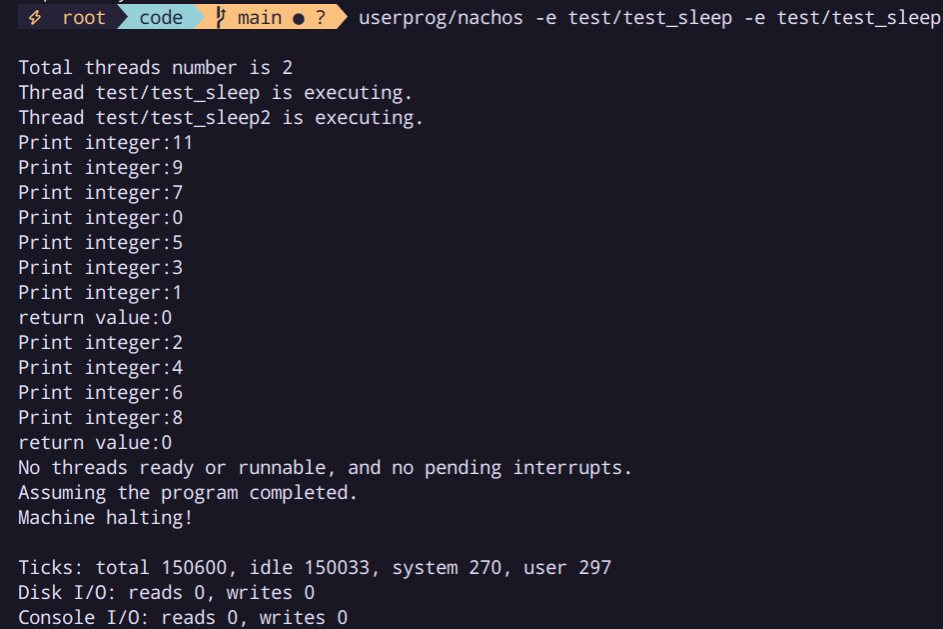 ⚡ root code main ● ? userprog/nachos -e test/test_sleep -e test/test_sleep
Total threads number is 2
Thread test/test_sleep is executing.
Thread test/test_sleep2 is executing.
Print integer:11
Print integer:9
Print integer:7
Print integer:0
Print integer:5
Print integer:3
Print integer:1
return value:0
Print integer:2
Print integer:4
Print integer:6
Print integer:8
return value:0
No threads ready or runnable, and no pending interrupts.
Assuming the program completed.
Machine halting!
Ticks: total 150600, idle 150033, system 270, user 297
Disk I/O: reads 0, writes 0
Console I/O: reads 0, writes 0